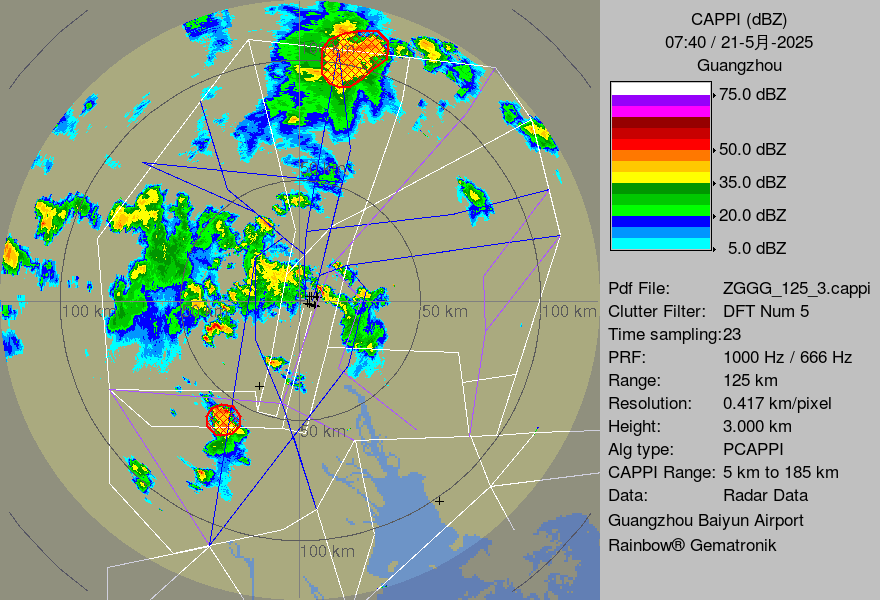 CAPPI (dBZ)
07:40 / 21-5月-2025
Guangzhou
75.0 dBZ
50.0 dBZ
35.0 dBZ
20.0 dBZ
5.0 dBZ
Pdf File: ZGGG_125_3.cappi
Clutter Filter: DFT Num 5
Time sampling:23
PRF: 1000 Hz / 666 Hz
Range: 125 km
Resolution: 0.417 km/pixel
Height: 3.000 km
Alg type: PCAPPI
CAPPI Range: 5 km to 185 km
Data: Radar Data
Guangzhou Baiyun Airport
Rainbow® Gematronik
100 km
50 km
100 km
50 km
100 km